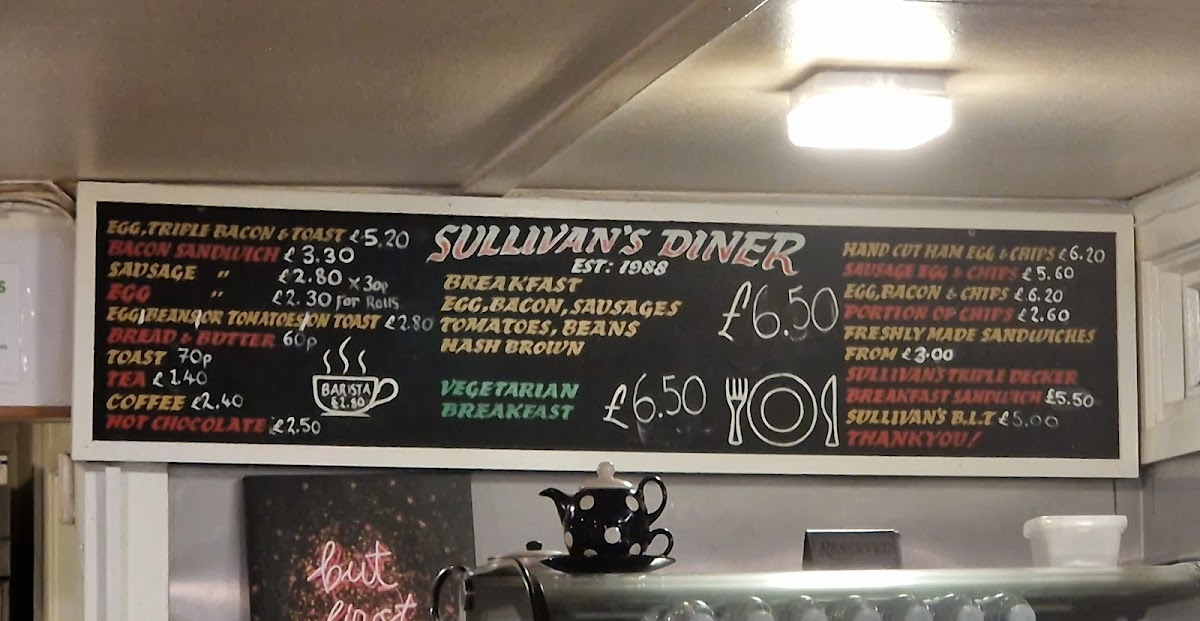 EGG, TRIPLE BACON & TOAST £5.20
BACON SANDWICH £3.30
SAUSAGE " £2.80 x 30p
EGG " £2.30 For Rolls
EGG/BEANS/OR TOMATOES/ON TOAST £2.80
BREAD & BUTTER 60p
TOAST 70p
TEA £1.40
COFFEE £2.40
HOT CHOCOLATE £2.50
BARISTA
£2.80
SULLIVAN'S DINER
EST: 1988
BREAKFAST
EGG, BACON, SAUSAGES
TOMATOES, BEANS
HASH BROWN
£6.50
VEGETARIAN
BREAKFAST
£6.50
HAND CUT HAM EGG & CHIPS £6.20
SAUSAGE EGG & CHIPS £5.60
EGG, BACON & CHIPS £6.20
PORTION OF CHIPS £2.60
FRESHLY MADE SANDWICHES
FROM £3.00
SULLIVAN'S TRIPLE DECKER
BREAKFAST SANDWICH £5.50
SULLIVAN'S B.L.T £5.00
THANKYOU!
but
first
RESERVED